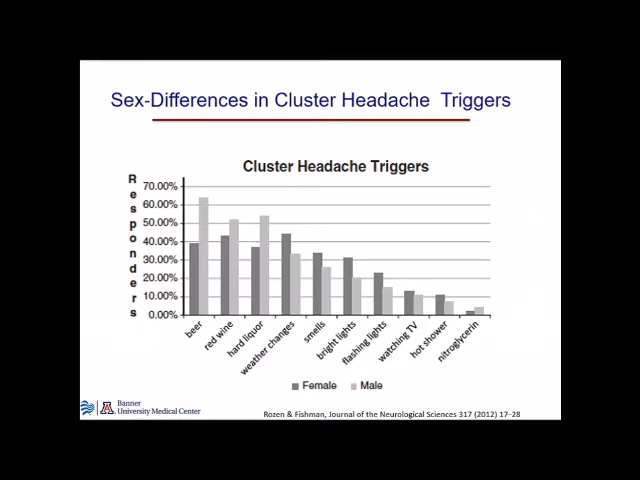 Sex-Differences in Cluster Headache Triggers
Cluster Headache Triggers
Responders
70.00%
60.00%
50.00%
40.00%
30.00%
20.00%
10.00%
0.00%
beer
red wine
hard liquor
weather changes
smells
bright lights
flashing lights
watching TV
hot shower
nitroglycerin
Female Male
Banner
University Medical Center
Rozen & Fishman, Journal of the Neurological Sciences 317 (2012) 17–28